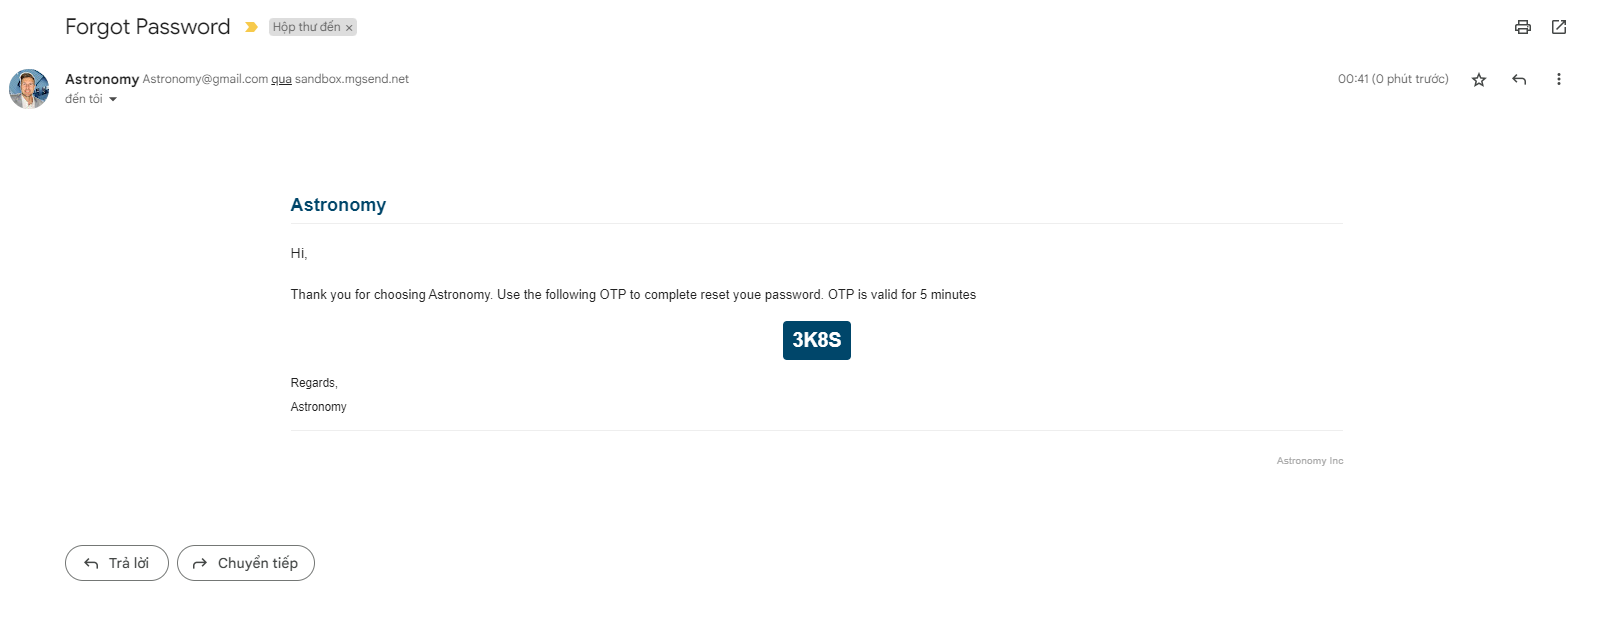 Forgot Password Hộp thư đến ×
Astronomy Astronomy@gmail.com qua sandbox.mgsend.net 00:41 (0 phút trước)
đến tôi
Astronomy
Hi,
Thank you for choosing Astronomy. Use the following OTP to complete reset youe password. OTP is valid for 5 minutes
3K8S
Regards,
Astronomy
Astronomy Inc
Trả lời Chuyển tiếp